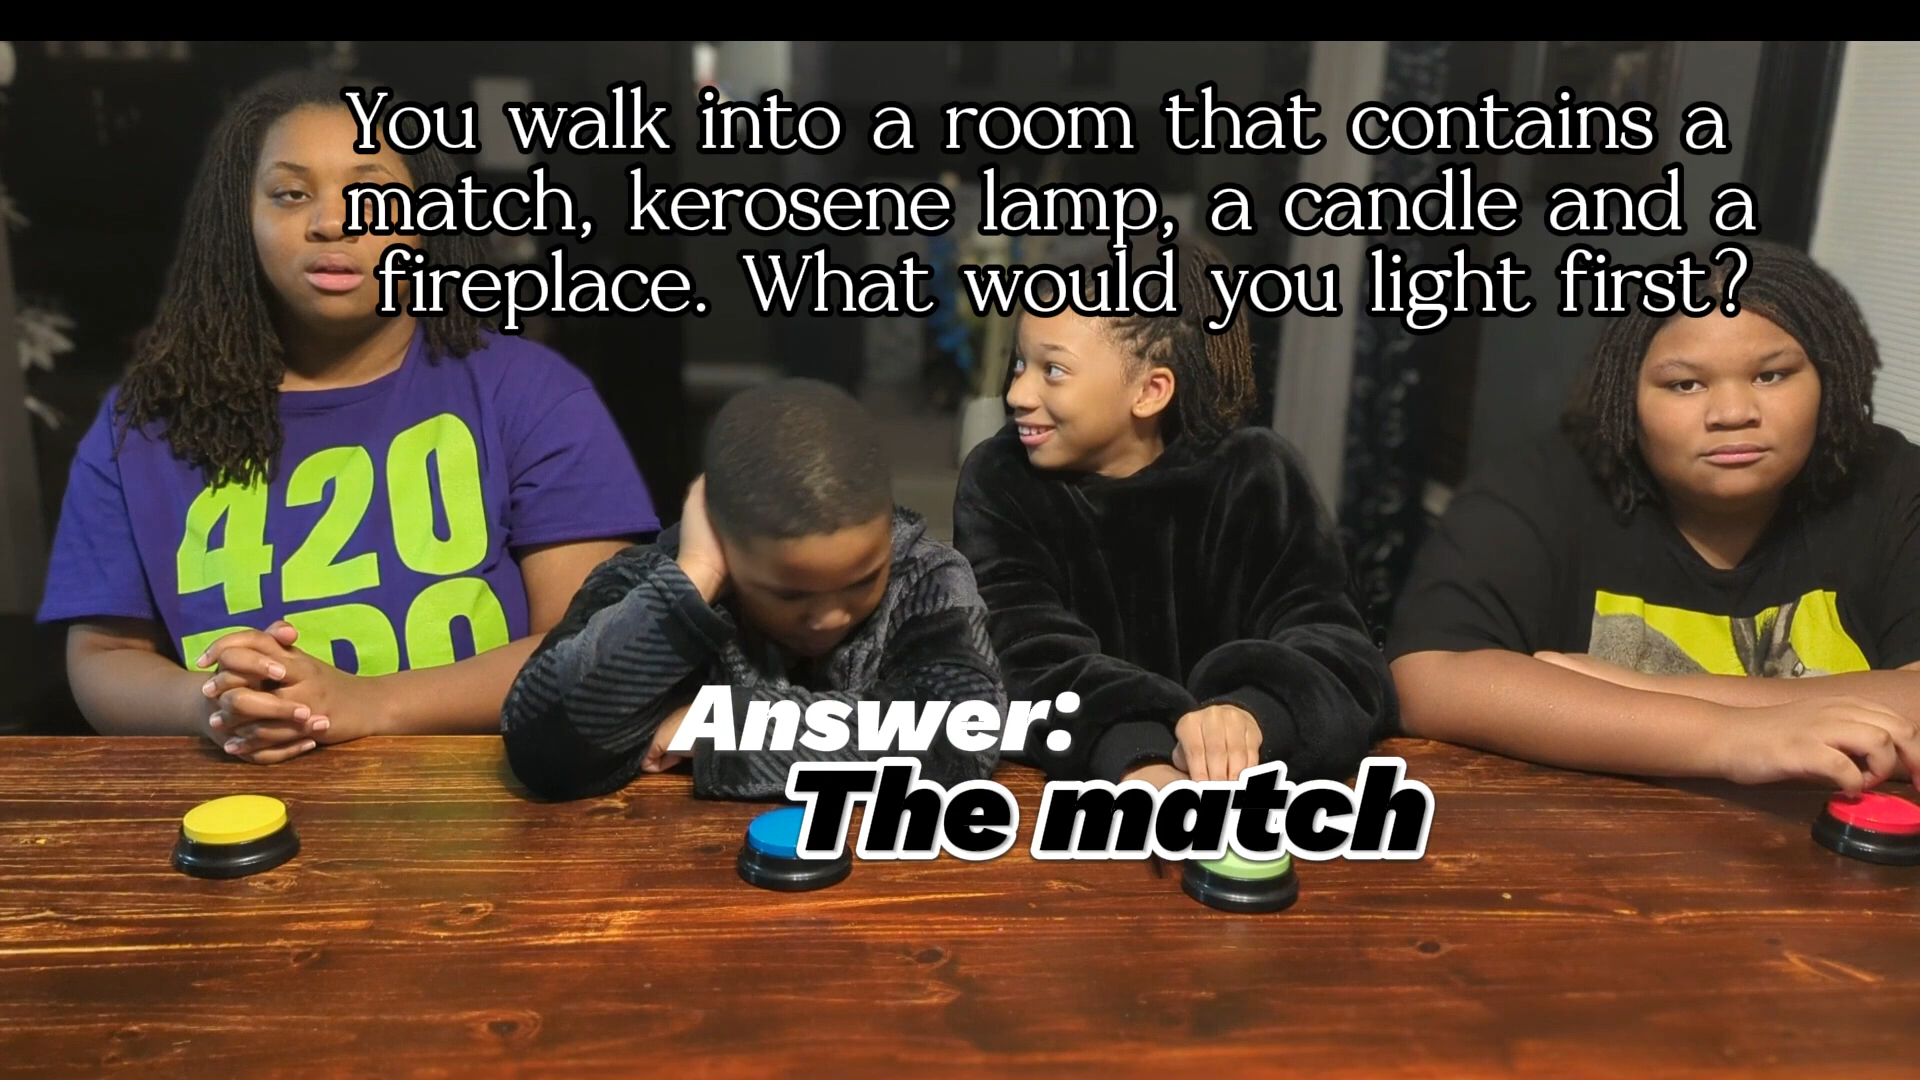 You walk into a room that contains a
match, kerosene lamp, a candle and a
fireplace. What would you light first?
420
Answer:
The match